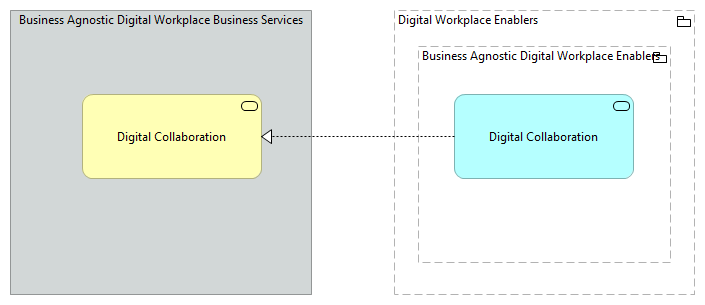 Business Agnostic Digital Workplace Business Services
Digital Workplace Enablers
Business Agnostic Digital Workplace Enablers
Digital Collaboration
Digital Collaboration